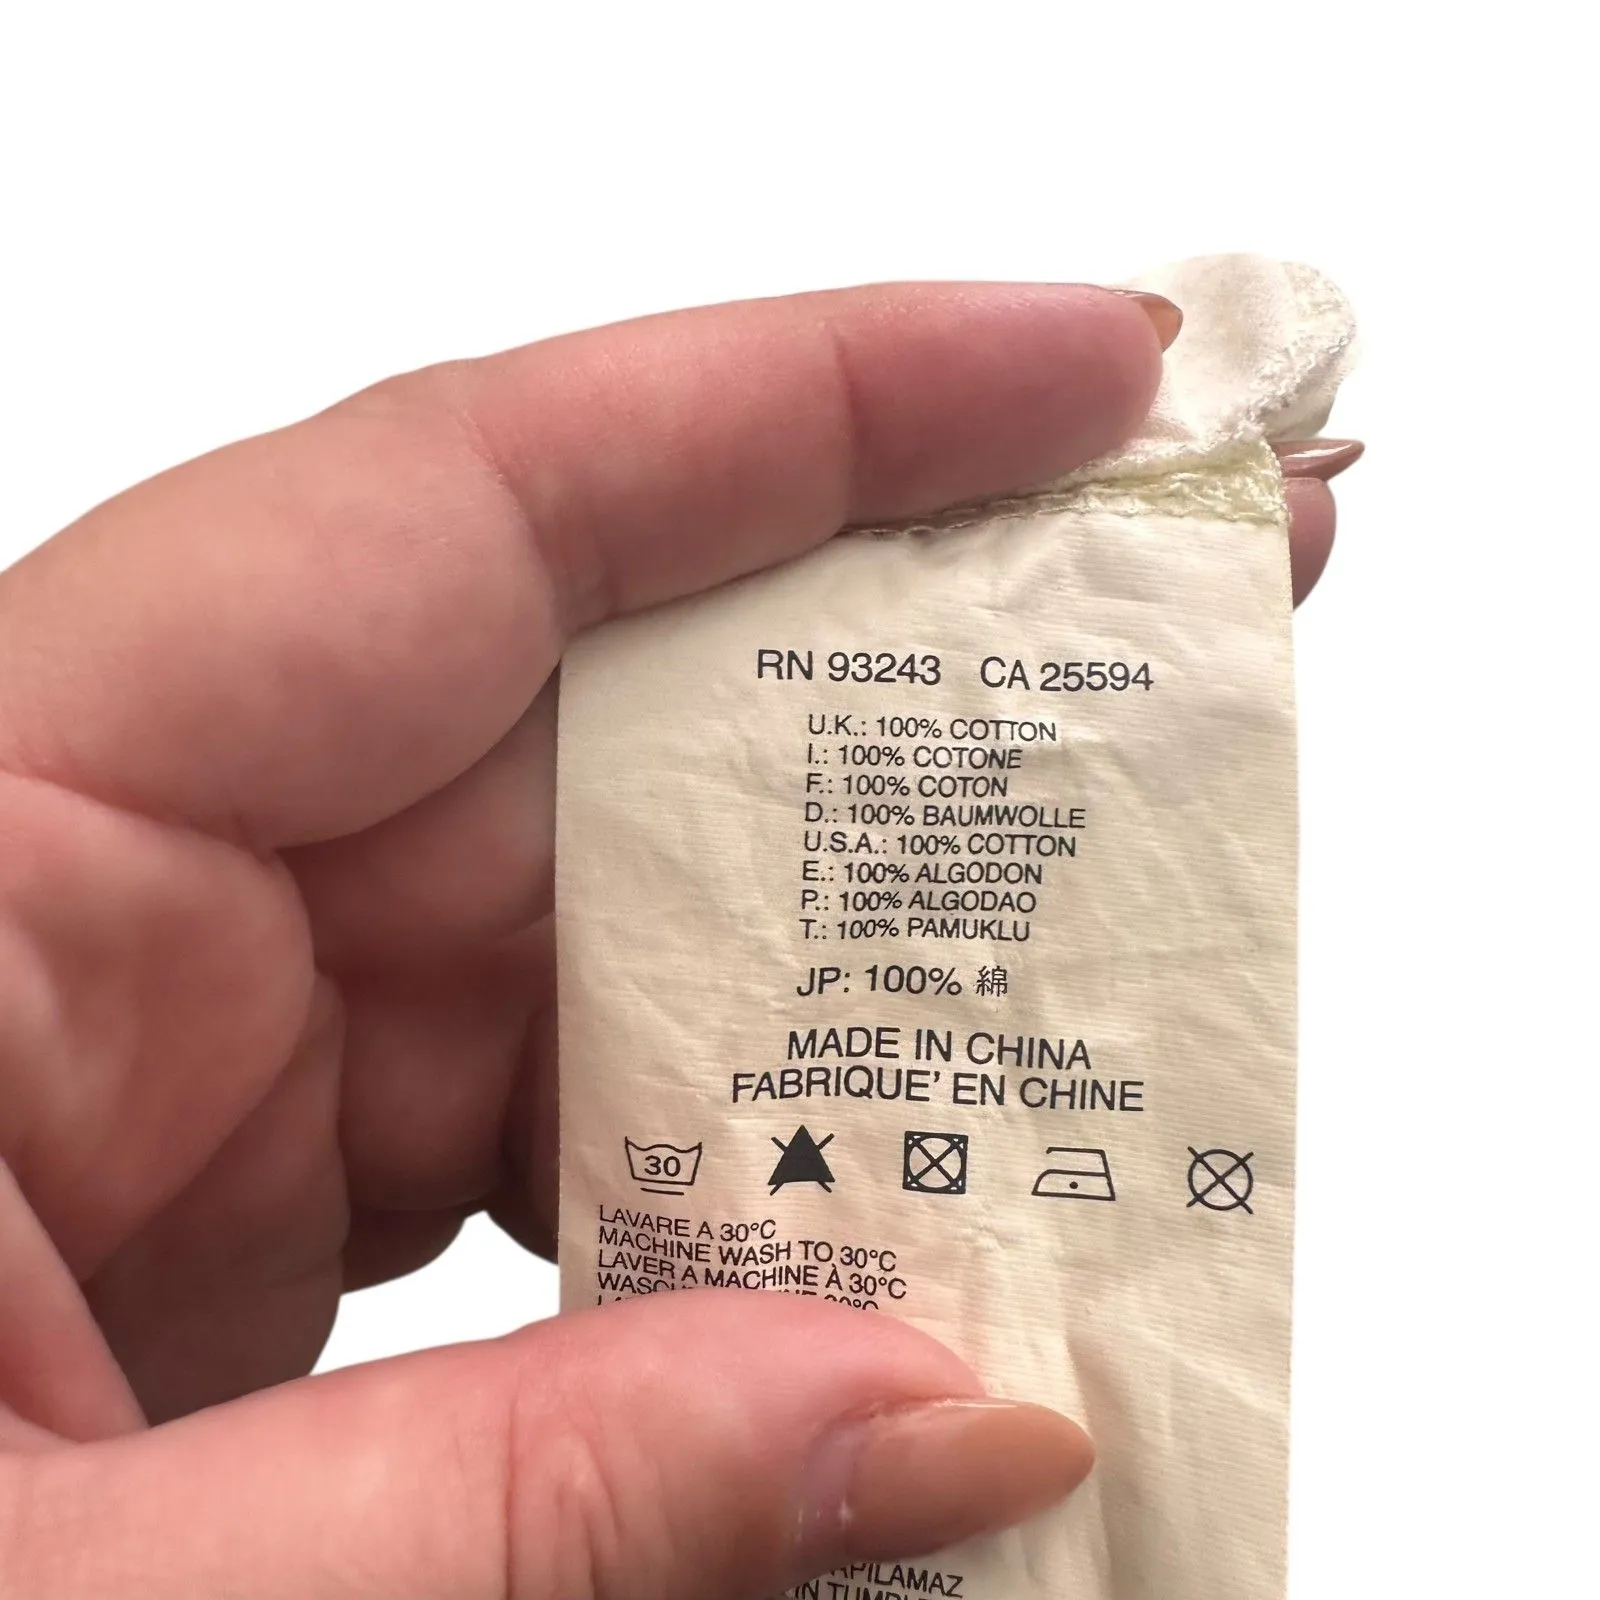 RN 93243 CA 25594
U.K.: 100% COTTON
I.: 100% COTONE
F.: 100% COTON
D.: 100% BAUMWOLLE
U.S.A.: 100% COTTON
E.: 100% ALGODON
P.: 100% ALGODAO
T.: 100% PAMUKLU
JP: 100% 綿
MADE IN CHINA
FABRIQUE' EN CHINE
30
LAVARE A 30°C
MACHINE WASH TO 30°C
LAVER A MACHINE À 30°C
30°C
IN